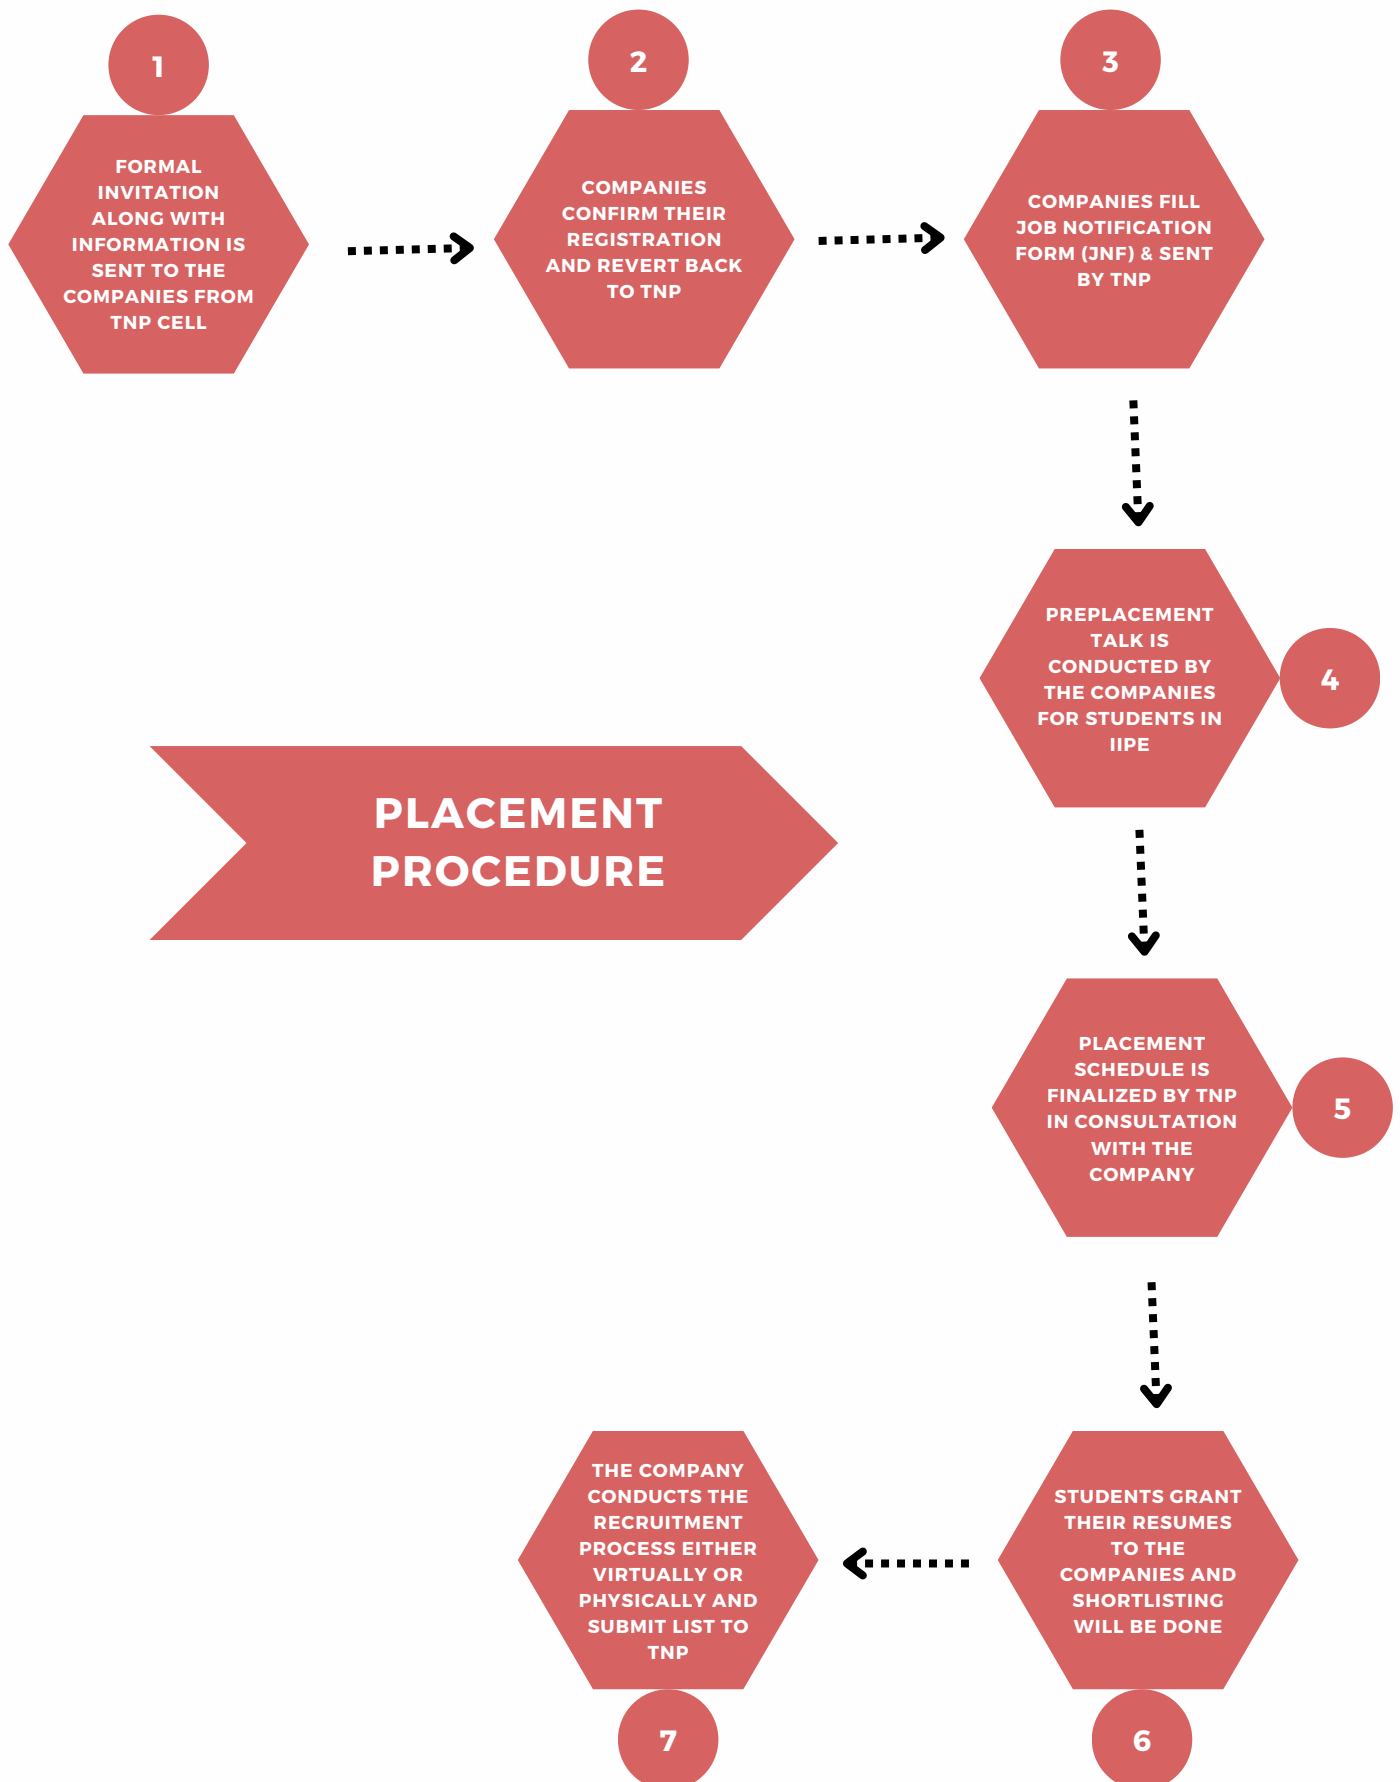 1
FORMAL
INVITATION
ALONG WITH
INFORMATION IS
SENT TO THE
COMPANIES FROM
TNP CELL
2
COMPANIES
CONFIRM THEIR
REGISTRATION
AND REVERT BACK
TO TNP
3
COMPANIES FILL
JOB NOTIFICATION
FORM (JNF) & SENT
BY TNP
PREPLACEMENT
TALK IS
CONDUCTED BY
THE COMPANIES
FOR STUDENTS IN
IIPE
4
PLACEMENT
PROCEDURE
PLACEMENT
SCHEDULE IS
FINALIZED BY TNP
IN CONSULTATION
WITH THE
COMPANY
5
STUDENTS GRANT
THEIR RESUMES
TO THE
COMPANIES AND
SHORTLISTING
WILL BE DONE
6
THE COMPANY
CONDUCTS THE
RECRUITMENT
PROCESS EITHER
VIRTUALLY OR
PHYSICALLY AND
SUBMIT LIST TO
TNP
7